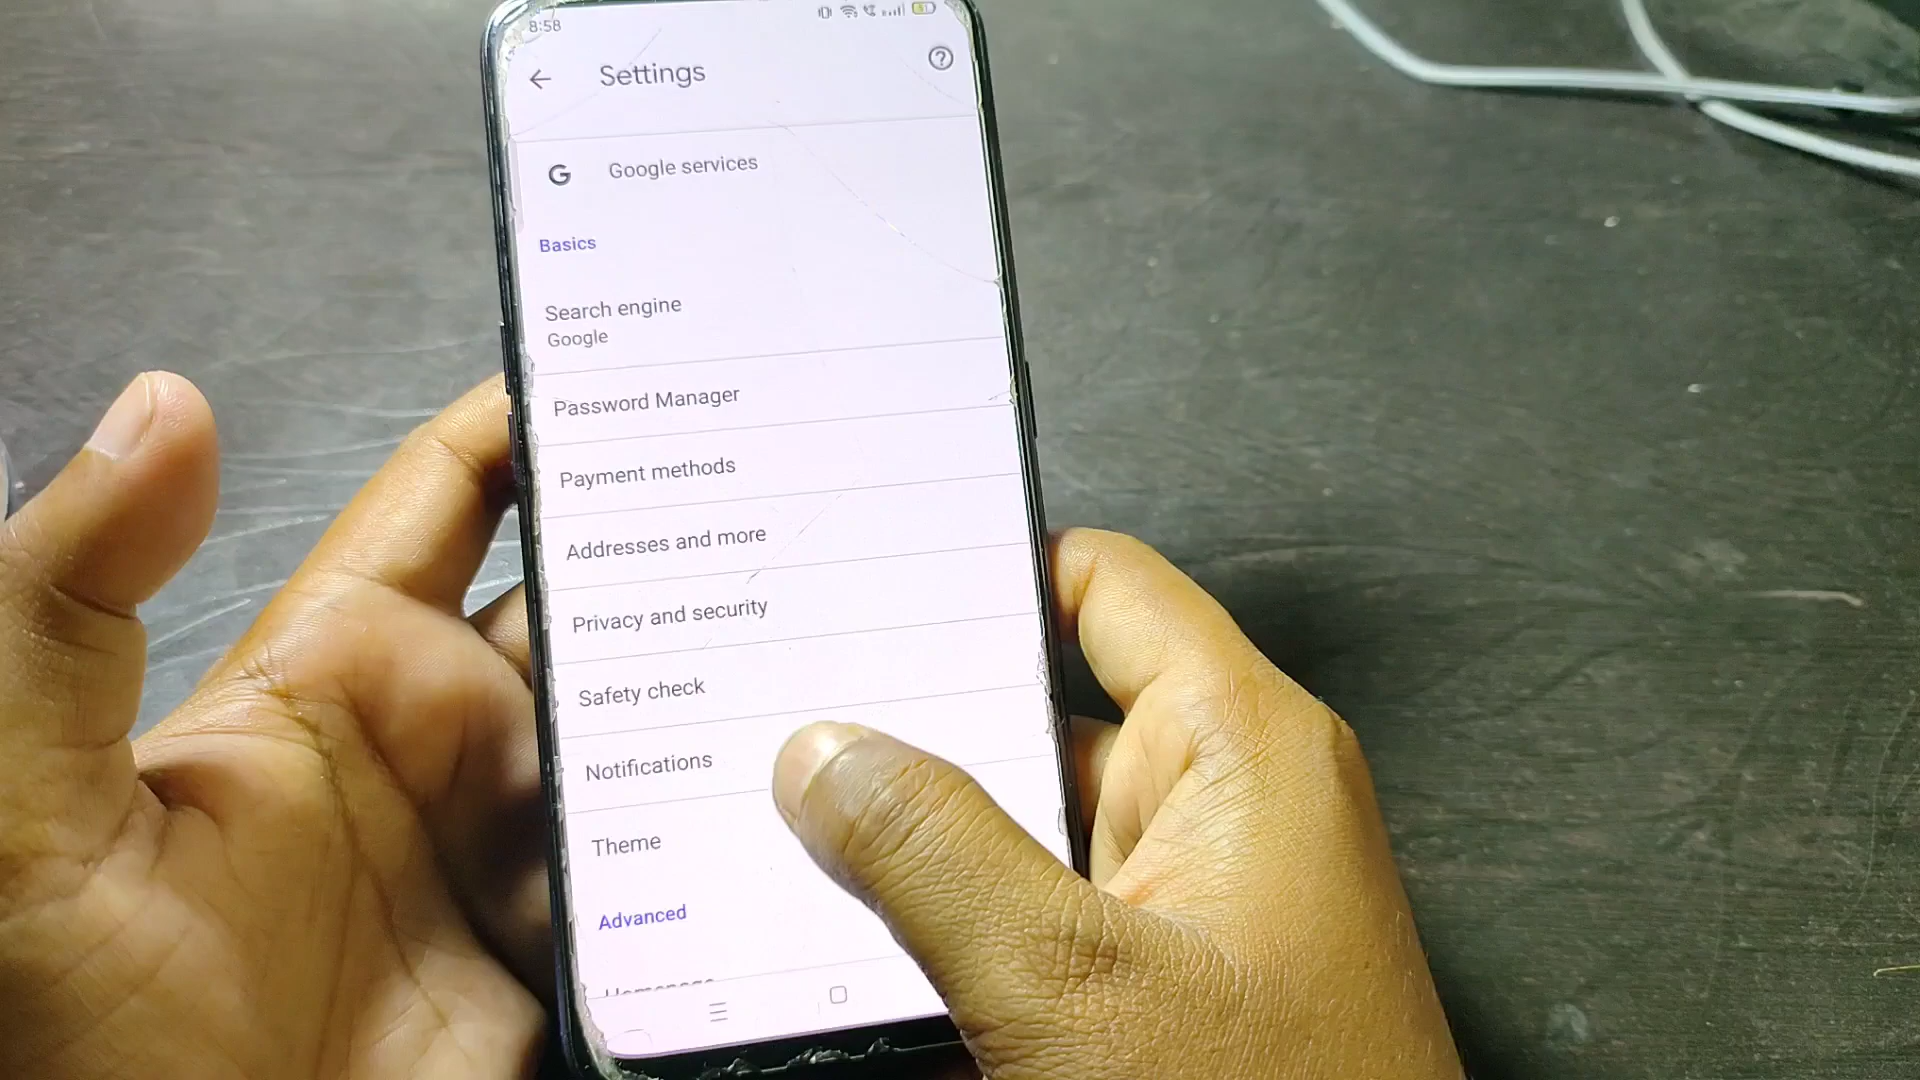 8:58
Settings
G Google services
Basics
Search engine
Google
Password Manager
Payment methods
Addresses and more
Privacy and security
Safety check
Notifications
Theme
Advanced
Homepage